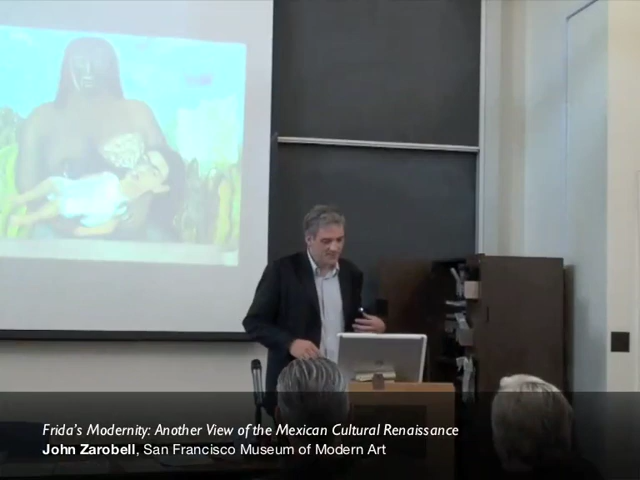 Frida's Modernity: Another View of the Mexican Cultural Renaissance
John Zarobell, San Francisco Museum of Modern Art